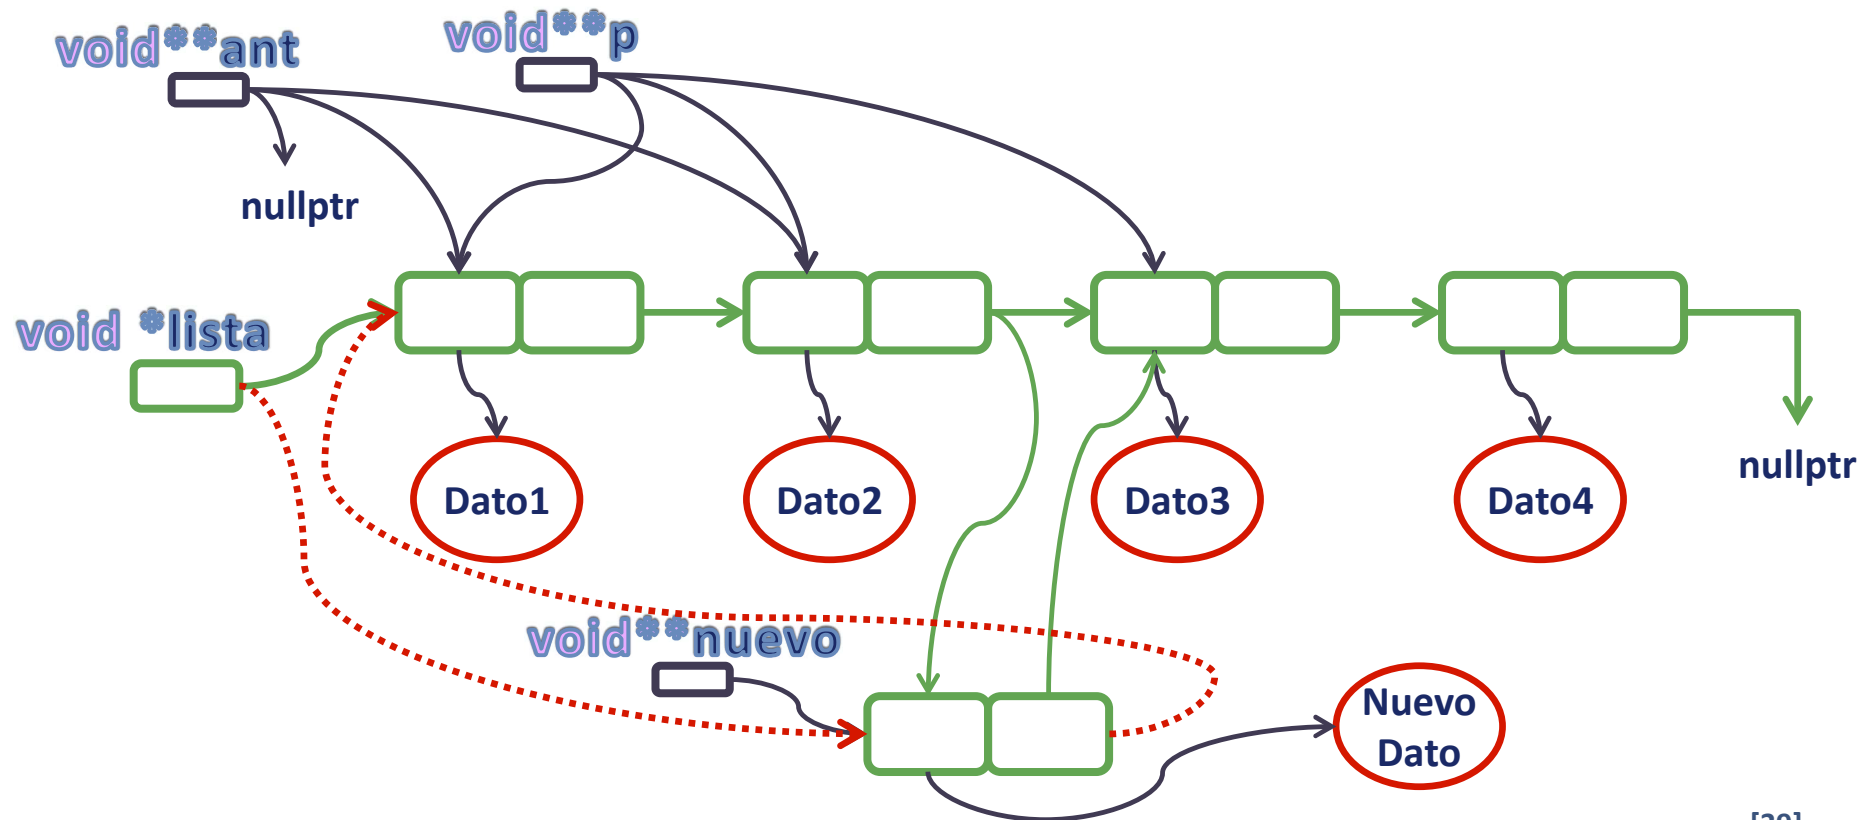 void**ant
void**p
nullptr
void *lista
nullptr
Dato1
Dato2
Dato3
Dato4
void**nuevo
Nuevo
Dato